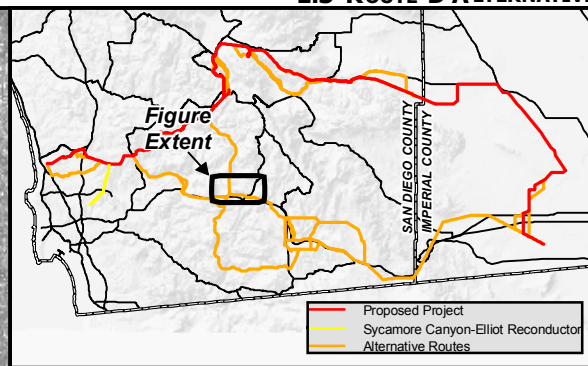 Figure
Extent
SAN DIEGO COUNTY
IMPERIAL COUNTY
Proposed Project
Sycamore Canyon-Elliot Reconductor
Alternative Routes